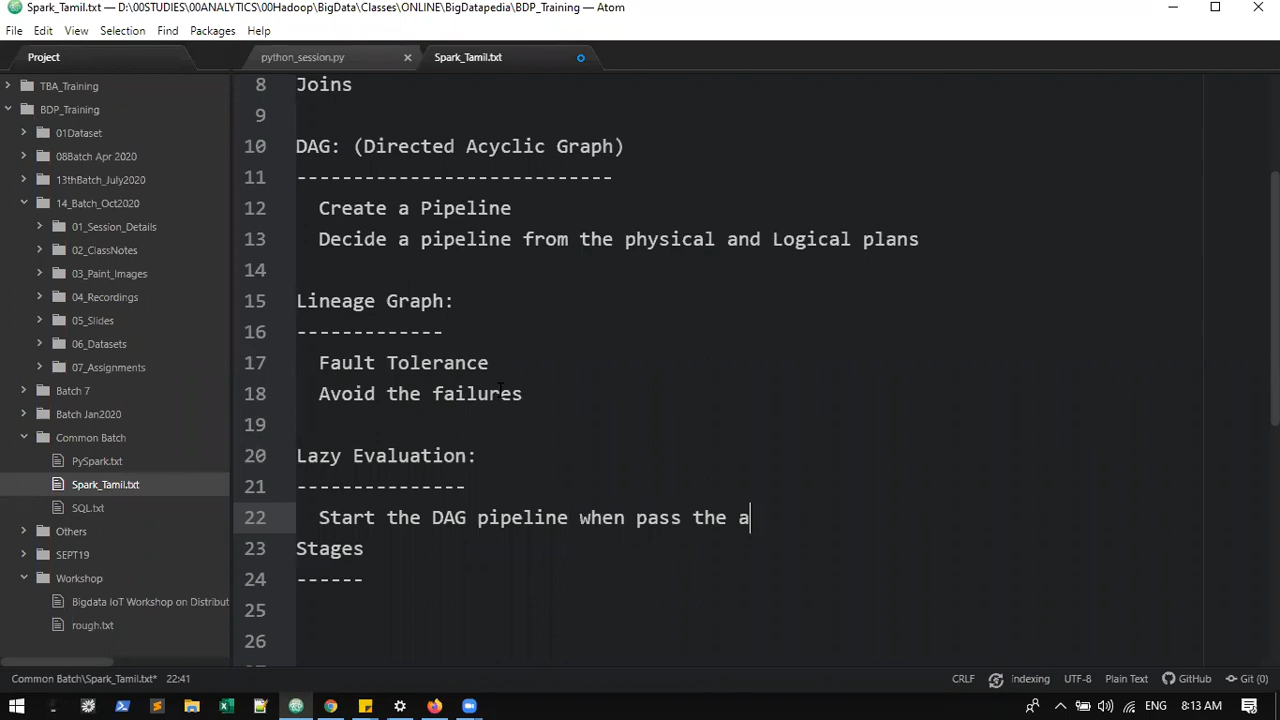 Spark_Tamil.txt — D:\00STUDIES\00ANALYTICS\00Hadoop\BigData\Classes\ONLINE\BigDatapedia\BDP_Training — Atom
File Edit View Selection Find Packages Help
Project
python_session.py
Spark_Tamil.txt
TBA_Training
BDP_Training
01Dataset
08Batch Apr 2020
13thBatch_July2020
14_Batch_Oct2020
01_Session_Details
02_ClassNotes
03_Paint_Images
04_Recordings
05_Slides
06_Datasets
07_Assignments
Batch 7
Batch Jan2020
Common Batch
PySpark.txt
Spark_Tamil.txt
SQL.txt
Others
SEPT19
Workshop
Bigdata IoT Workshop on Distribut
rough.txt
8 Joins
9
10 DAG: (Directed Acyclic Graph)
11 ----------------------------
12 Create a Pipeline
13 Decide a pipeline from the physical and Logical plans
14
15 Lineage Graph:
16 -------------
17 Fault Tolerance
18 Avoid the failures
19
20 Lazy Evaluation:
21 ---------------
22 Start the DAG pipeline when pass the a
23 Stages
24 ------
25
26
Common Batch\Spark_Tamil.txt* 22:41 CRLF Indexing UTF-8 Plain Text GitHub Git (0)
ENG 8:13 AM